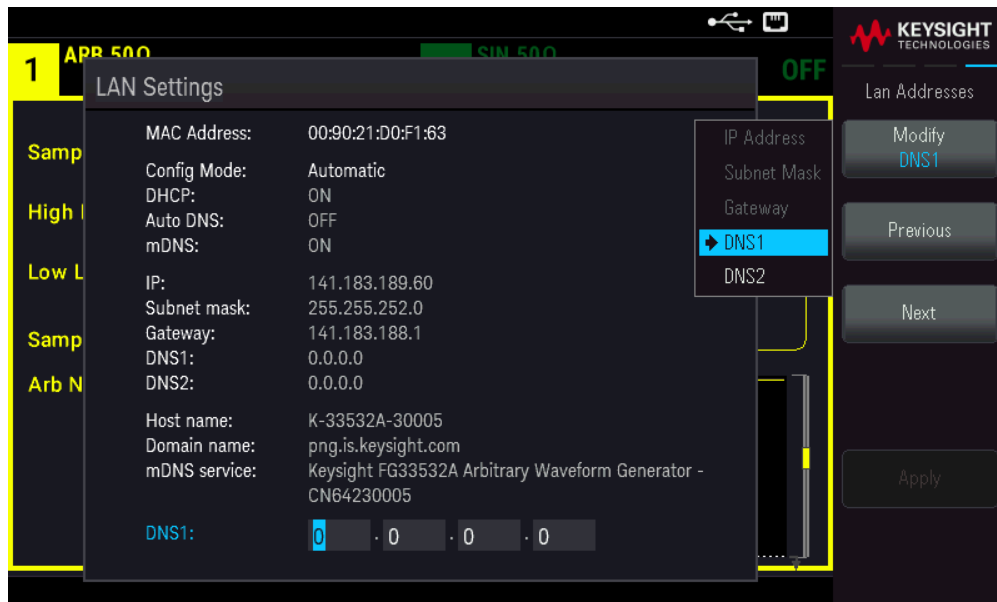 KEYSIGHT
TECHNOLOGIES
1
ARB 50Ω
SIN 50Ω
OFF
LAN Settings
Lan Addresses
MAC Address: 00:90:21:D0:F1:63
Config Mode: Automatic
DHCP: ON
Auto DNS: OFF
mDNS: ON
IP: 141.183.189.60
Subnet mask: 255.255.252.0
Gateway: 141.183.188.1
DNS1: 0.0.0.0
DNS2: 0.0.0.0
Host name: K-33532A-30005
Domain name: png.is.keysight.com
mDNS service: Keysight FG33532A Arbitrary Waveform Generator -
CN64230005
DNS1: 0 . 0 . 0 . 0
Samp
High
Low L
Samp
Arb N
IP Address
Subnet Mask
Gateway
DNS1
DNS2
Modify
DNS1
Previous
Next
Apply